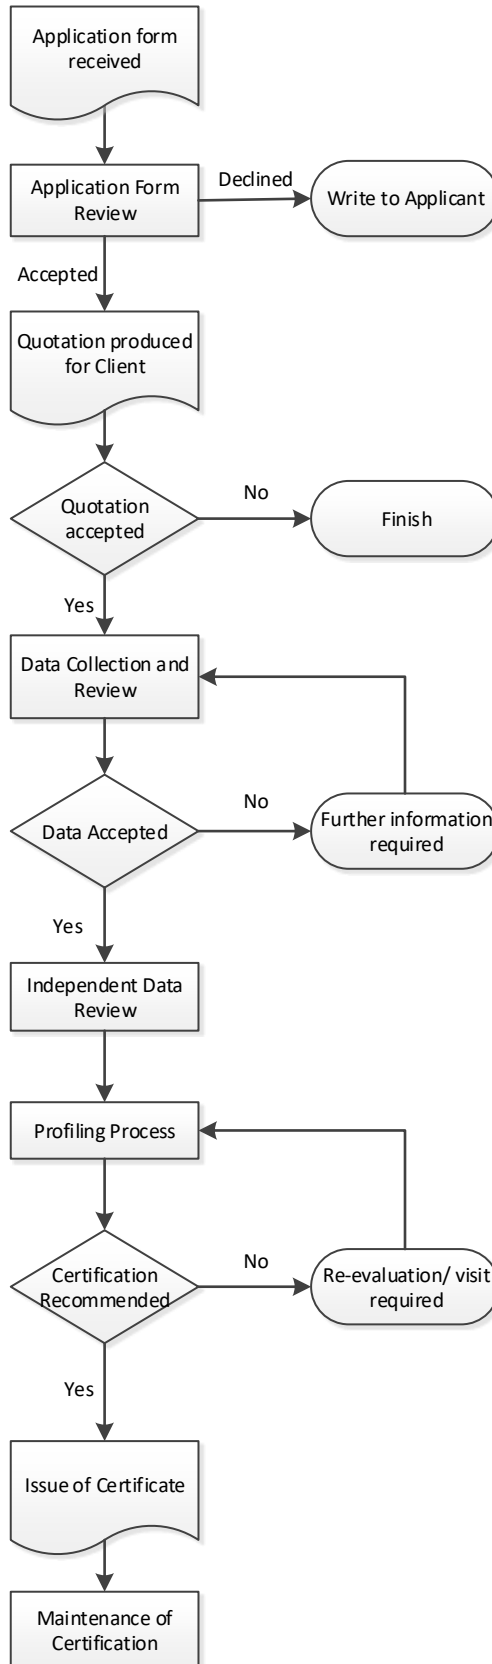 Application form
received
Application Form
Review
Declined
Write to Applicant
Accepted
Quotation produced
for Client
Quotation
accepted
No
Finish
Yes
Data Collection and
Review
Data Accepted
No
Further information
required
Yes
Independent Data
Review
Profiling Process
Certification
Recommended
No
Re-evaluation/ visit
required
Yes
Issue of Certificate
Maintenance of
Certification